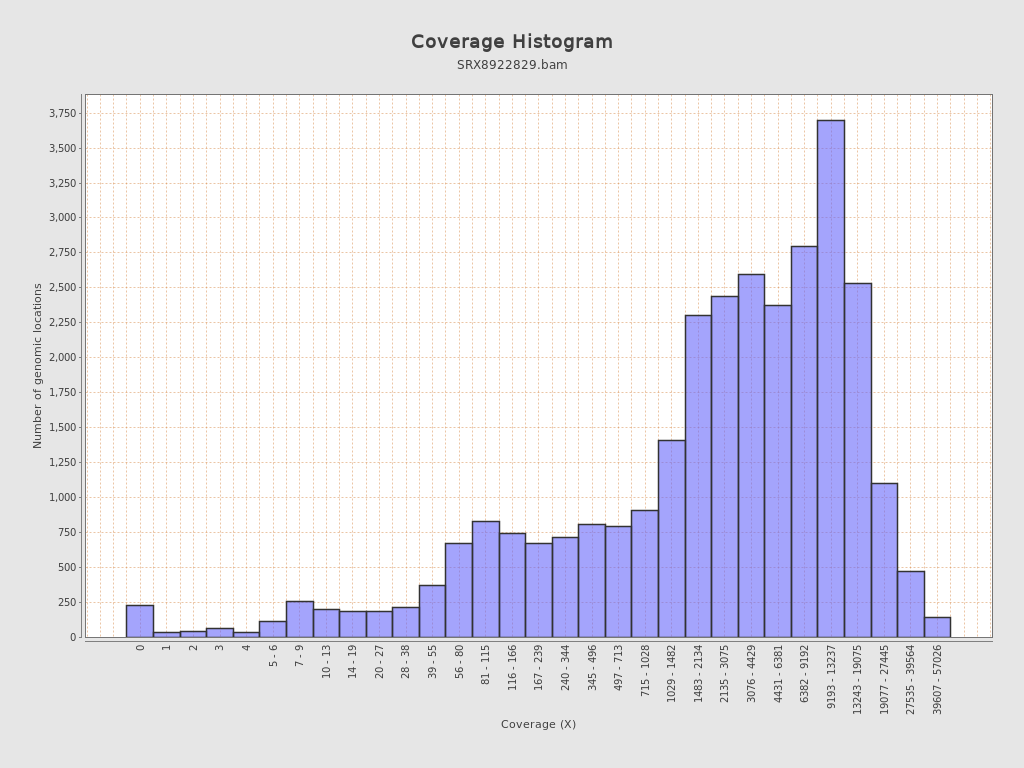 Coverage Histogram
SRX8922829.bam
Number of genomic locations
3,750
3,500
3,250
3,000
2,750
2,500
2,250
2,000
1,750
1,500
1,250
1,000
750
500
250
0
0
1
2
3
4
5 - 6
7 - 9
10 - 13
14 - 19
20 - 27
28 - 38
39 - 55
56 - 80
81 - 115
116 - 166
167 - 239
240 - 344
345 - 496
497 - 713
715 - 1028
1029 - 1482
1483 - 2134
2135 - 3075
3076 - 4429
4431 - 6381
6382 - 9192
9193 - 13237
13243 - 19075
19077 - 27445
27535 - 39564
39607 - 57026
Coverage (X)